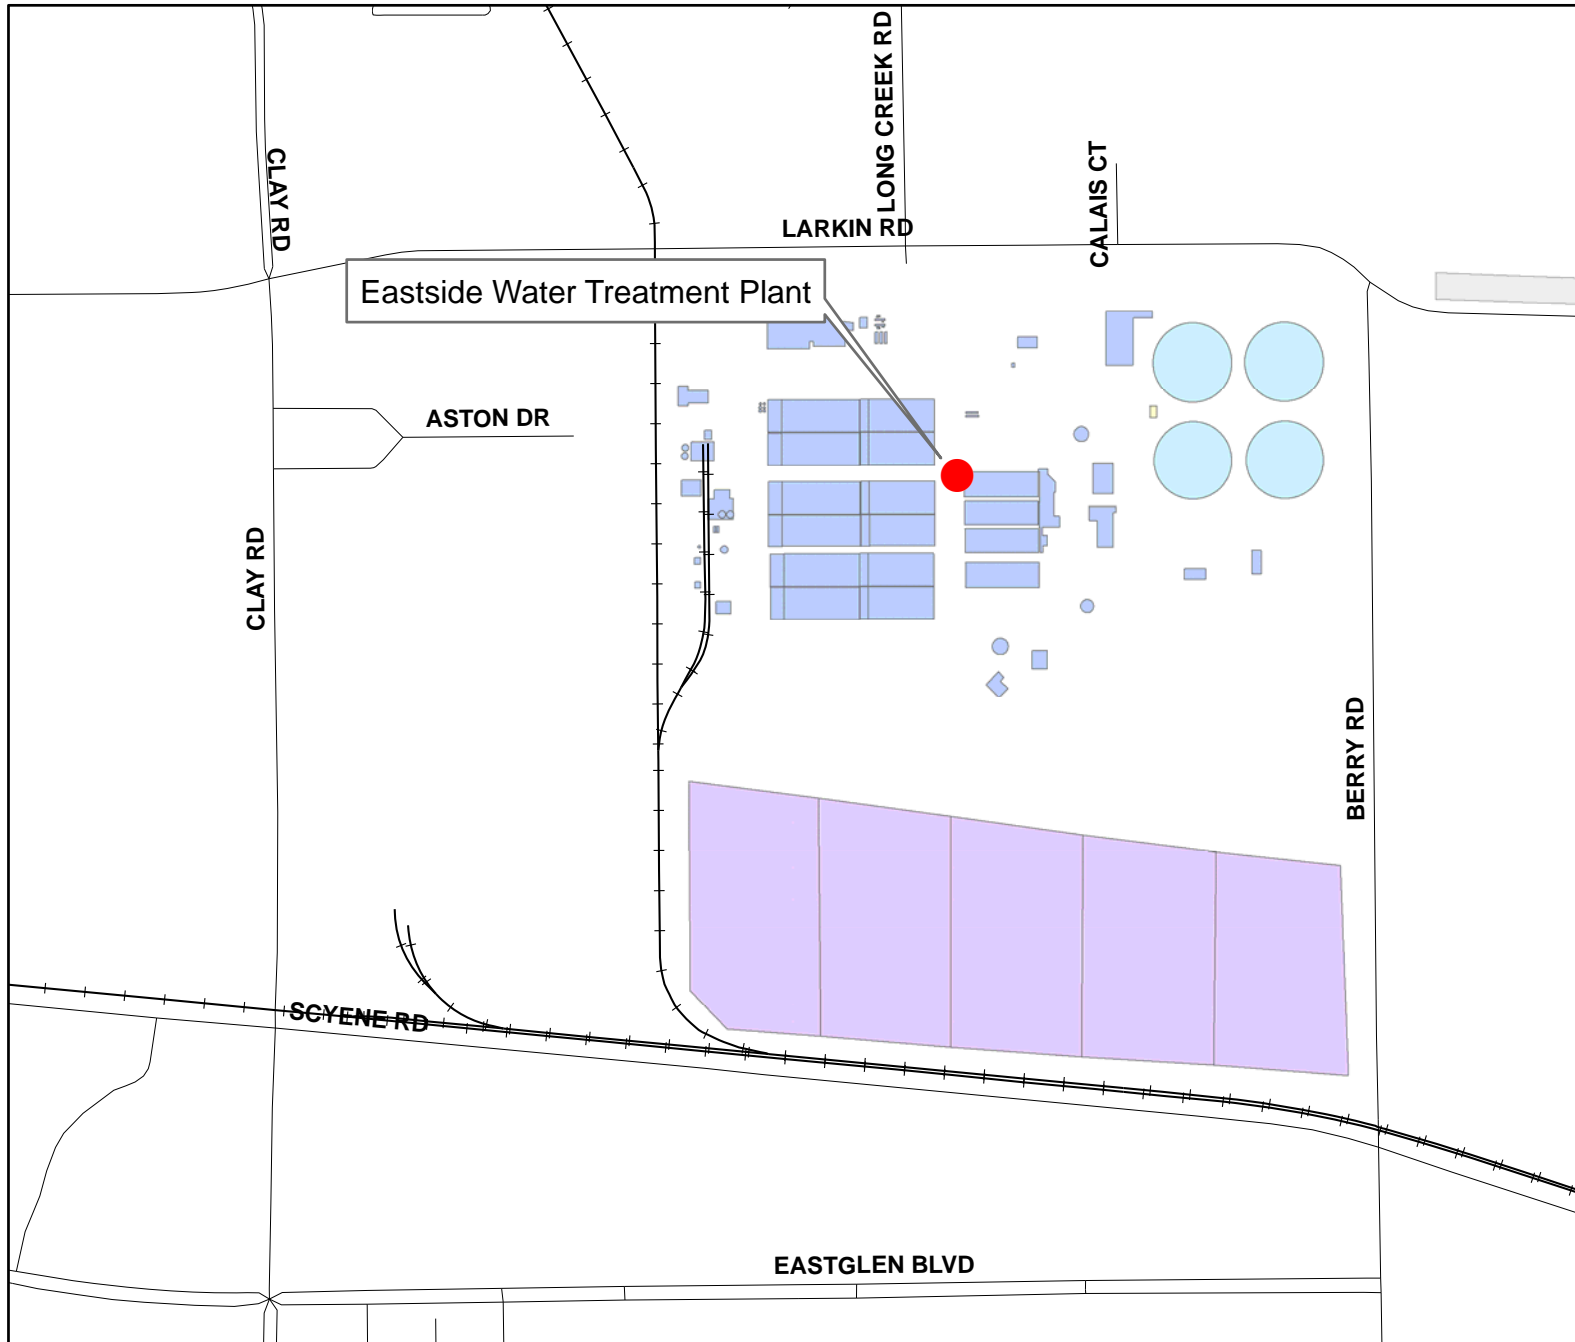 LONG CREEK RD
CLAY RD
CALAIS CT
LARKIN RD
Eastside Water Treatment Plant
ASTON DR
CLAY RD
BERRY RD
SCYENE RD
EASTGLEN BLVD